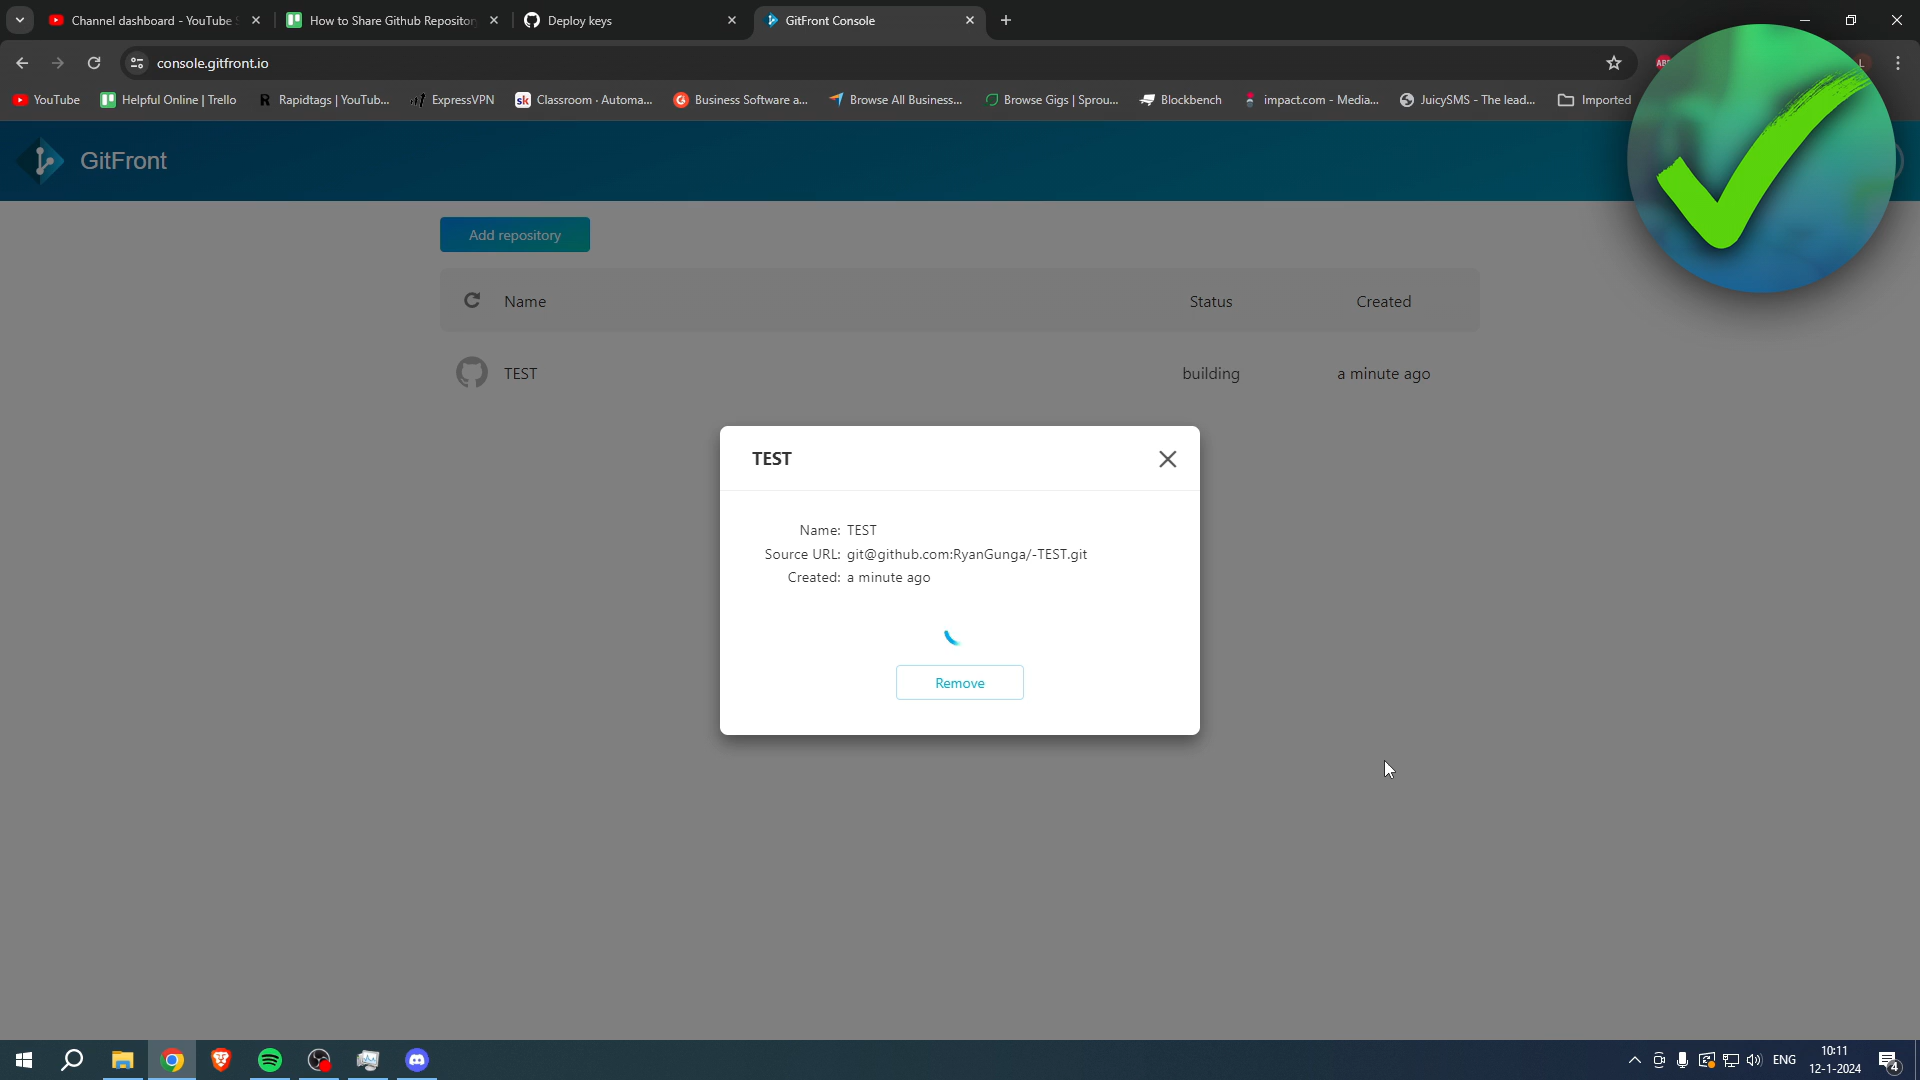 Channel dashboard - YouTube
How to Share Github Repositor
Deploy keys
GitFront Console
console.gitfront.io
YouTube
Helpful Online | Trello
Rapidtags | YouTub...
ExpressVPN
Classroom · Automa...
Business Software a...
Browse All Business...
Browse Gigs | Sprou...
Blockbench
impact.com - Media...
JuicySMS - The lead...
Imported
GitFront
Add repository
Name
Status
Created
TEST
building
a minute ago
TEST
Name: TEST
Source URL: git@github.com:RyanGunga/-TEST.git
Created: a minute ago
Remove
ENG
10:11
12-1-2024
4